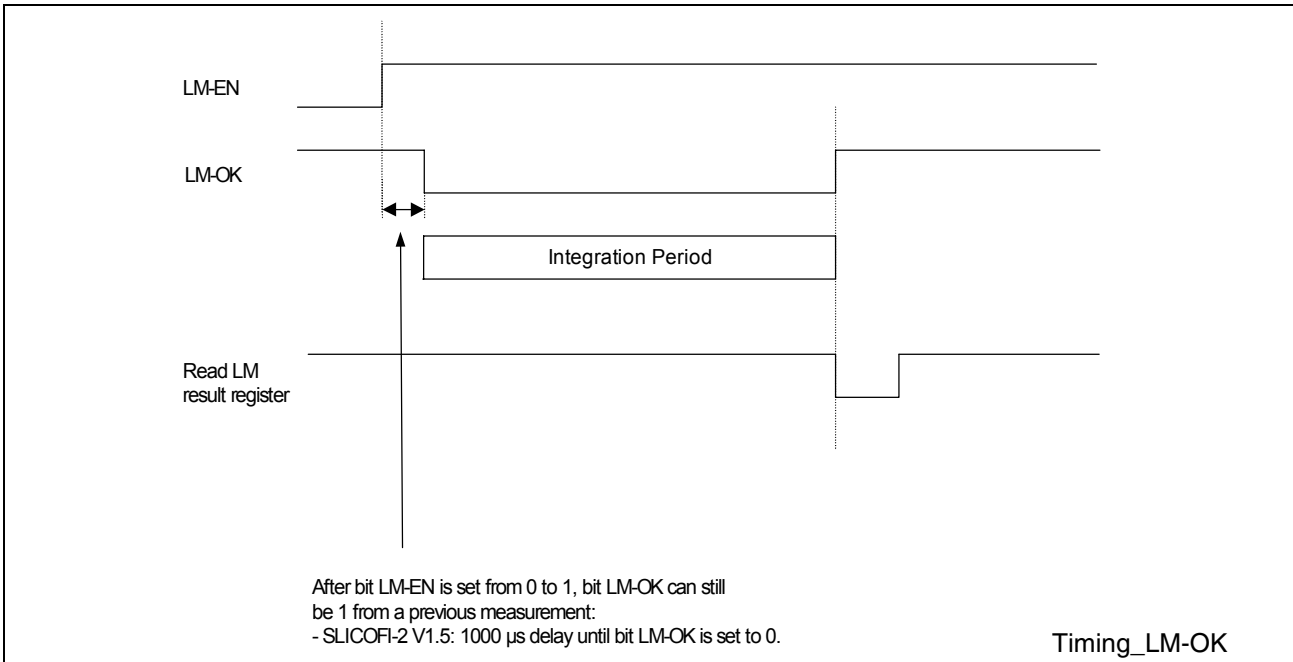 LM-EN
LM-OK
Integration Period
Read LM
result register
After bit LM-EN is set from 0 to 1, bit LM-OK can still
be 1 from a previous measurement:
- SLICOFI-2 V1.5: 1000 µs delay until bit LM-OK is set to 0.
Timing_LM-OK